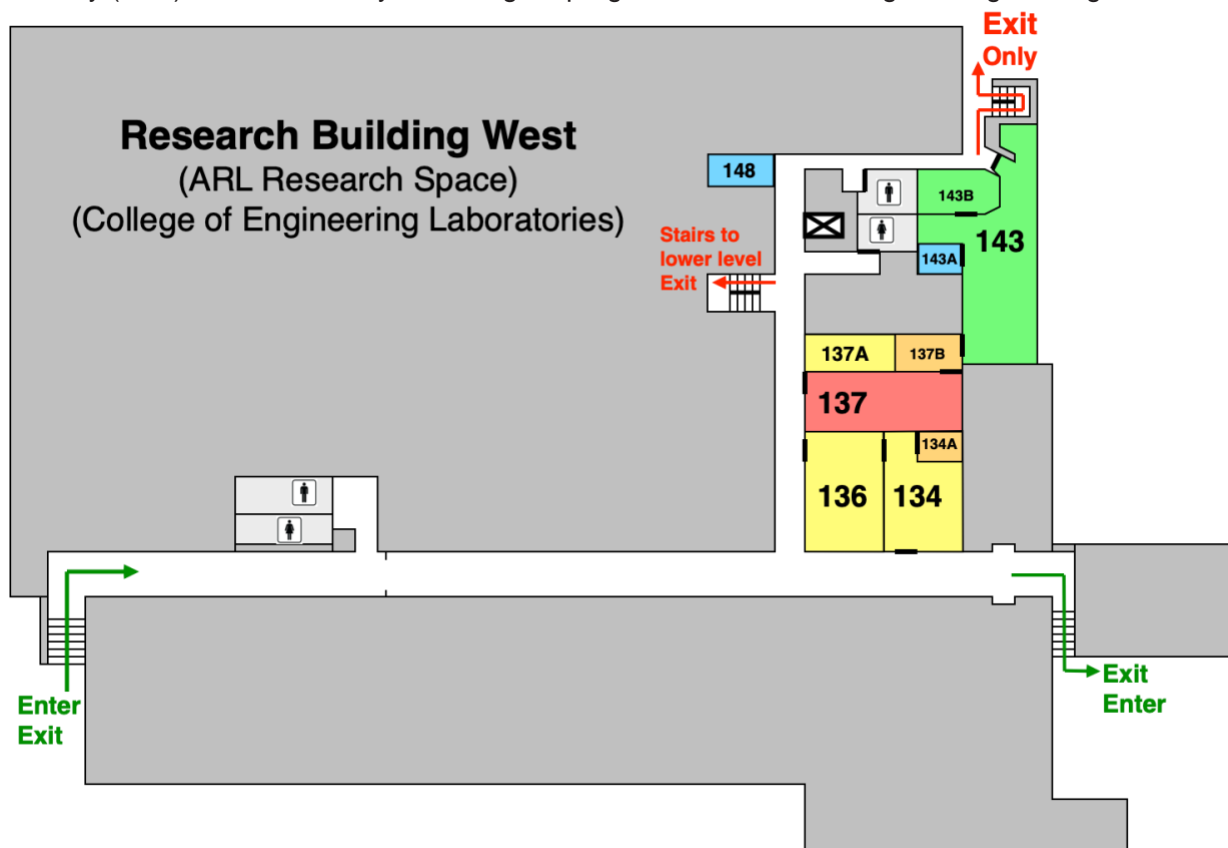 Exit
Only
Research Building West
(ARL Research Space)
(College of Engineering Laboratories)
148
143B
Stairs to
lower level
Exit
143
143A
137A
137B
137
134A
136
134
Enter
Exit
Exit
Enter